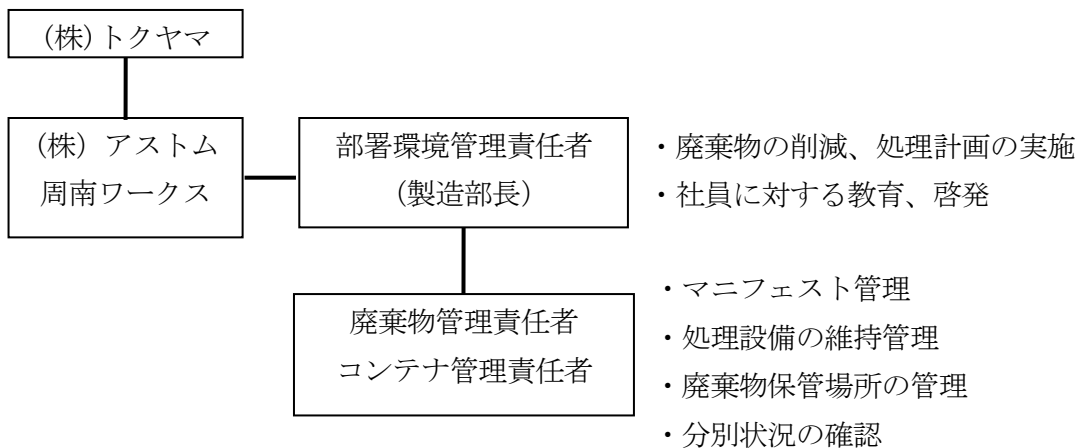 (株)トクヤマ
(株) アストム
周南ワークス
部署環境管理責任者
(製造部長)
・廃棄物の削減、処理計画の実施
・社員に対する教育、啓発
廃棄物管理責任者
コンテナ管理責任者
・マニフェスト管理
・処理設備の維持管理
・廃棄物保管場所の管理
・分別状況の確認